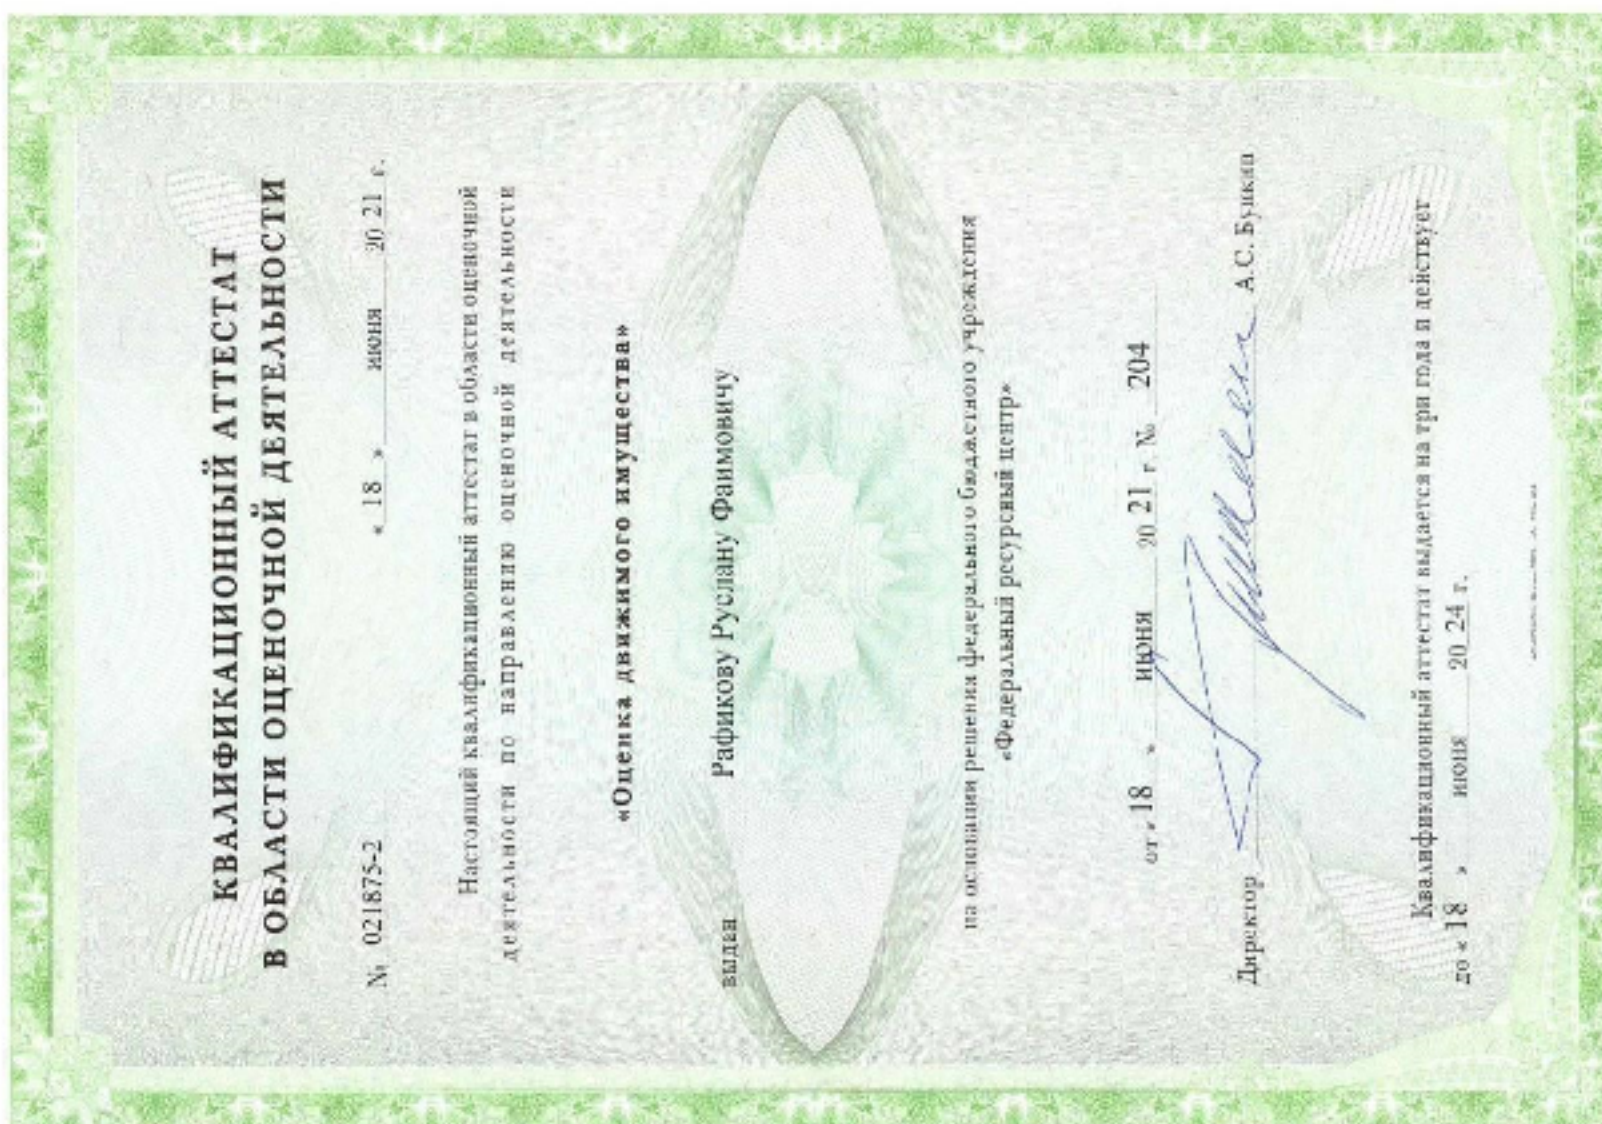 КВАЛИФИКАЦИОННЫЙ АТТЕСТАТ
В ОБЛАСТИ ОЦЕНОЧНОЙ ДЕЯТЕЛЬНОСТИ
№ 021875-2 « 18 » июня 20 21 г.
Настоящий квалификационный аттестат в области оценочной
деятельности по направлению оценочной деятельности
«Оценка движимого имущества»
выдан Рафикову Руслану Фаимовичу
на основании решения федерального бюджетного учреждения
«Федеральный ресурсный центр»
от « 18 » июня 20 21 г. № 204
Директор А.С. Бункин
Квалификационный аттестат выдается на три года и действует
до « 18 » июня 20 24 г.